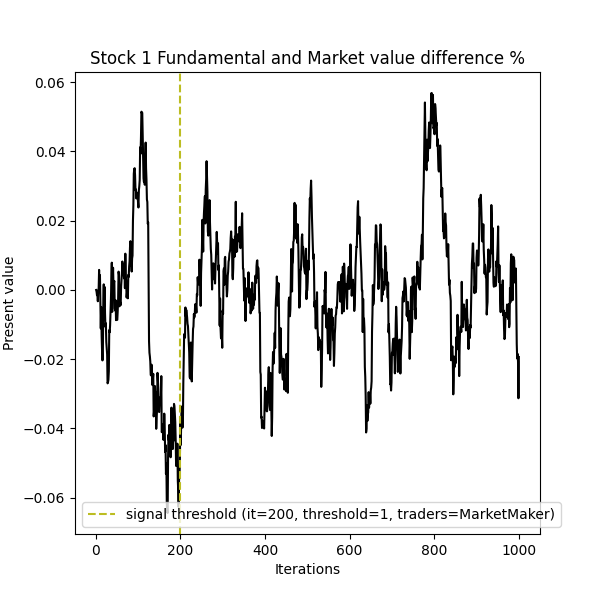 Stock 1 Fundamental and Market value difference %
0.06
0.04
0.02
0.00
−0.02
−0.04
−0.06
Present value
signal threshold (it=200, threshold=1, traders=MarketMaker)
0 200 400 600 800 1000
Iterations